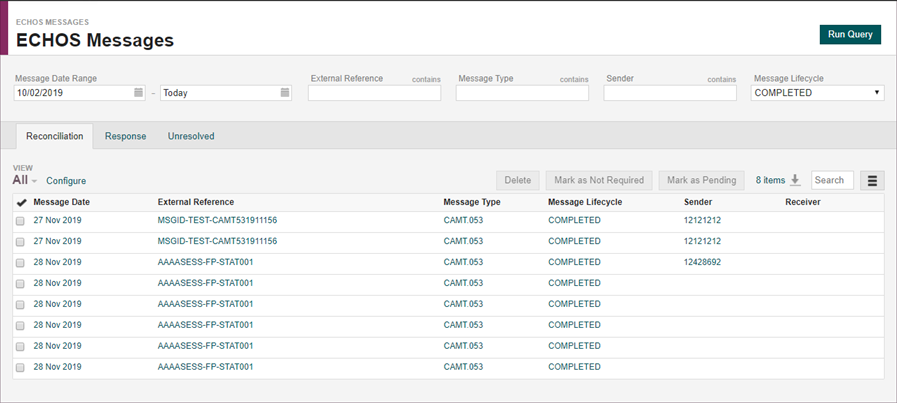 ECHOS MESSAGES
ECHOS Messages
Run Query
Message Date Range External Reference contains Message Type contains Sender contains Message Lifecycle
10/02/2019 - Today COMPLETED
Reconciliation Response Unresolved
VIEW
All Configure Delete Mark as Not Required Mark as Pending 8 items Search
Message Date External Reference Message Type Message Lifecycle Sender Receiver
27 Nov 2019 MSGID-TEST-CAMT531911156 CAMT.053 COMPLETED 12121212
27 Nov 2019 MSGID-TEST-CAMT531911156 CAMT.053 COMPLETED 12121212
28 Nov 2019 AAAASESS-FP-STAT001 CAMT.053 COMPLETED 12428692
28 Nov 2019 AAAASESS-FP-STAT001 CAMT.053 COMPLETED
28 Nov 2019 AAAASESS-FP-STAT001 CAMT.053 COMPLETED
28 Nov 2019 AAAASESS-FP-STAT001 CAMT.053 COMPLETED
28 Nov 2019 AAAASESS-FP-STAT001 CAMT.053 COMPLETED
28 Nov 2019 AAAASESS-FP-STAT001 CAMT.053 COMPLETED